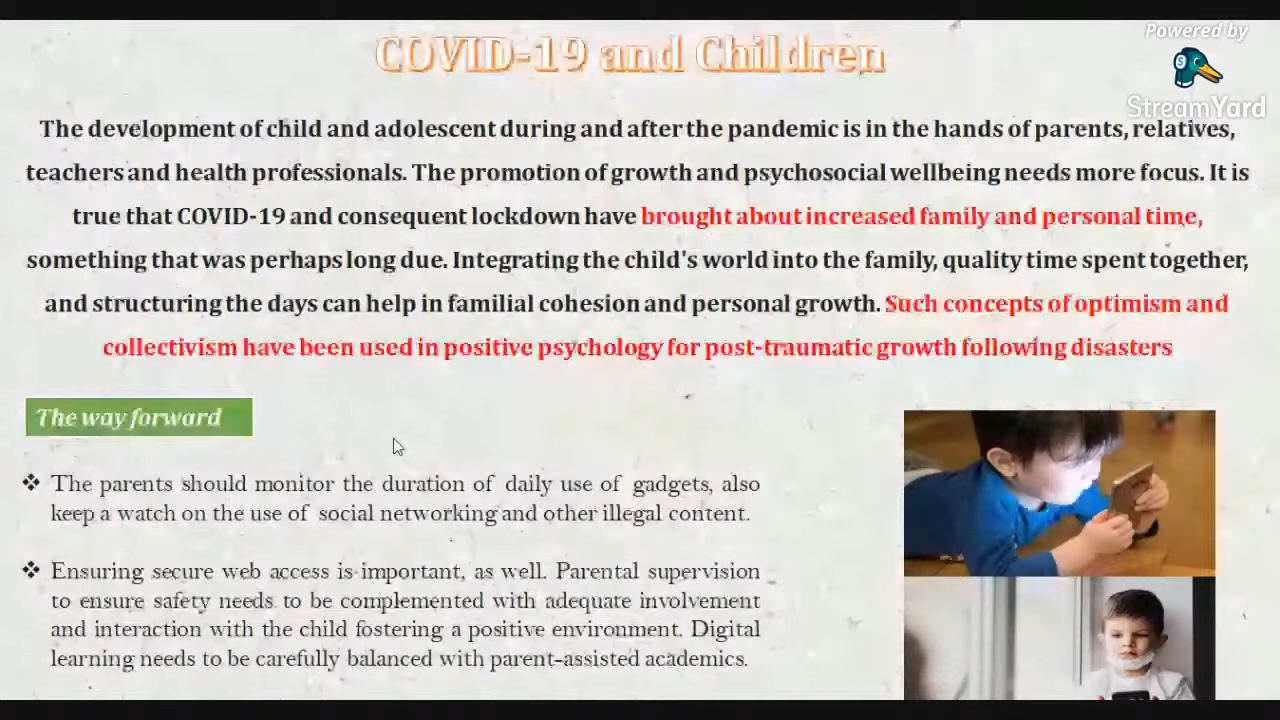 COVID-19 and Children
Powered by
StreamYard
The development of child and adolescent during and after the pandemic is in the hands of parents, relatives,
teachers and health professionals. The promotion of growth and psychosocial wellbeing needs more focus. It is
true that COVID-19 and consequent lockdown have brought about increased family and personal time,
something that was perhaps long due. Integrating the child's world into the family, quality time spent together,
and structuring the days can help in familial cohesion and personal growth. Such concepts of optimism and
collectivism have been used in positive psychology for post-traumatic growth following disasters
The way forward
❖ The parents should monitor the duration of daily use of gadgets, also
keep a watch on the use of social networking and other illegal content.
❖ Ensuring secure web access is important, as well. Parental supervision
to ensure safety needs to be complemented with adequate involvement
and interaction with the child fostering a positive environment. Digital
learning needs to be carefully balanced with parent-assisted academics.